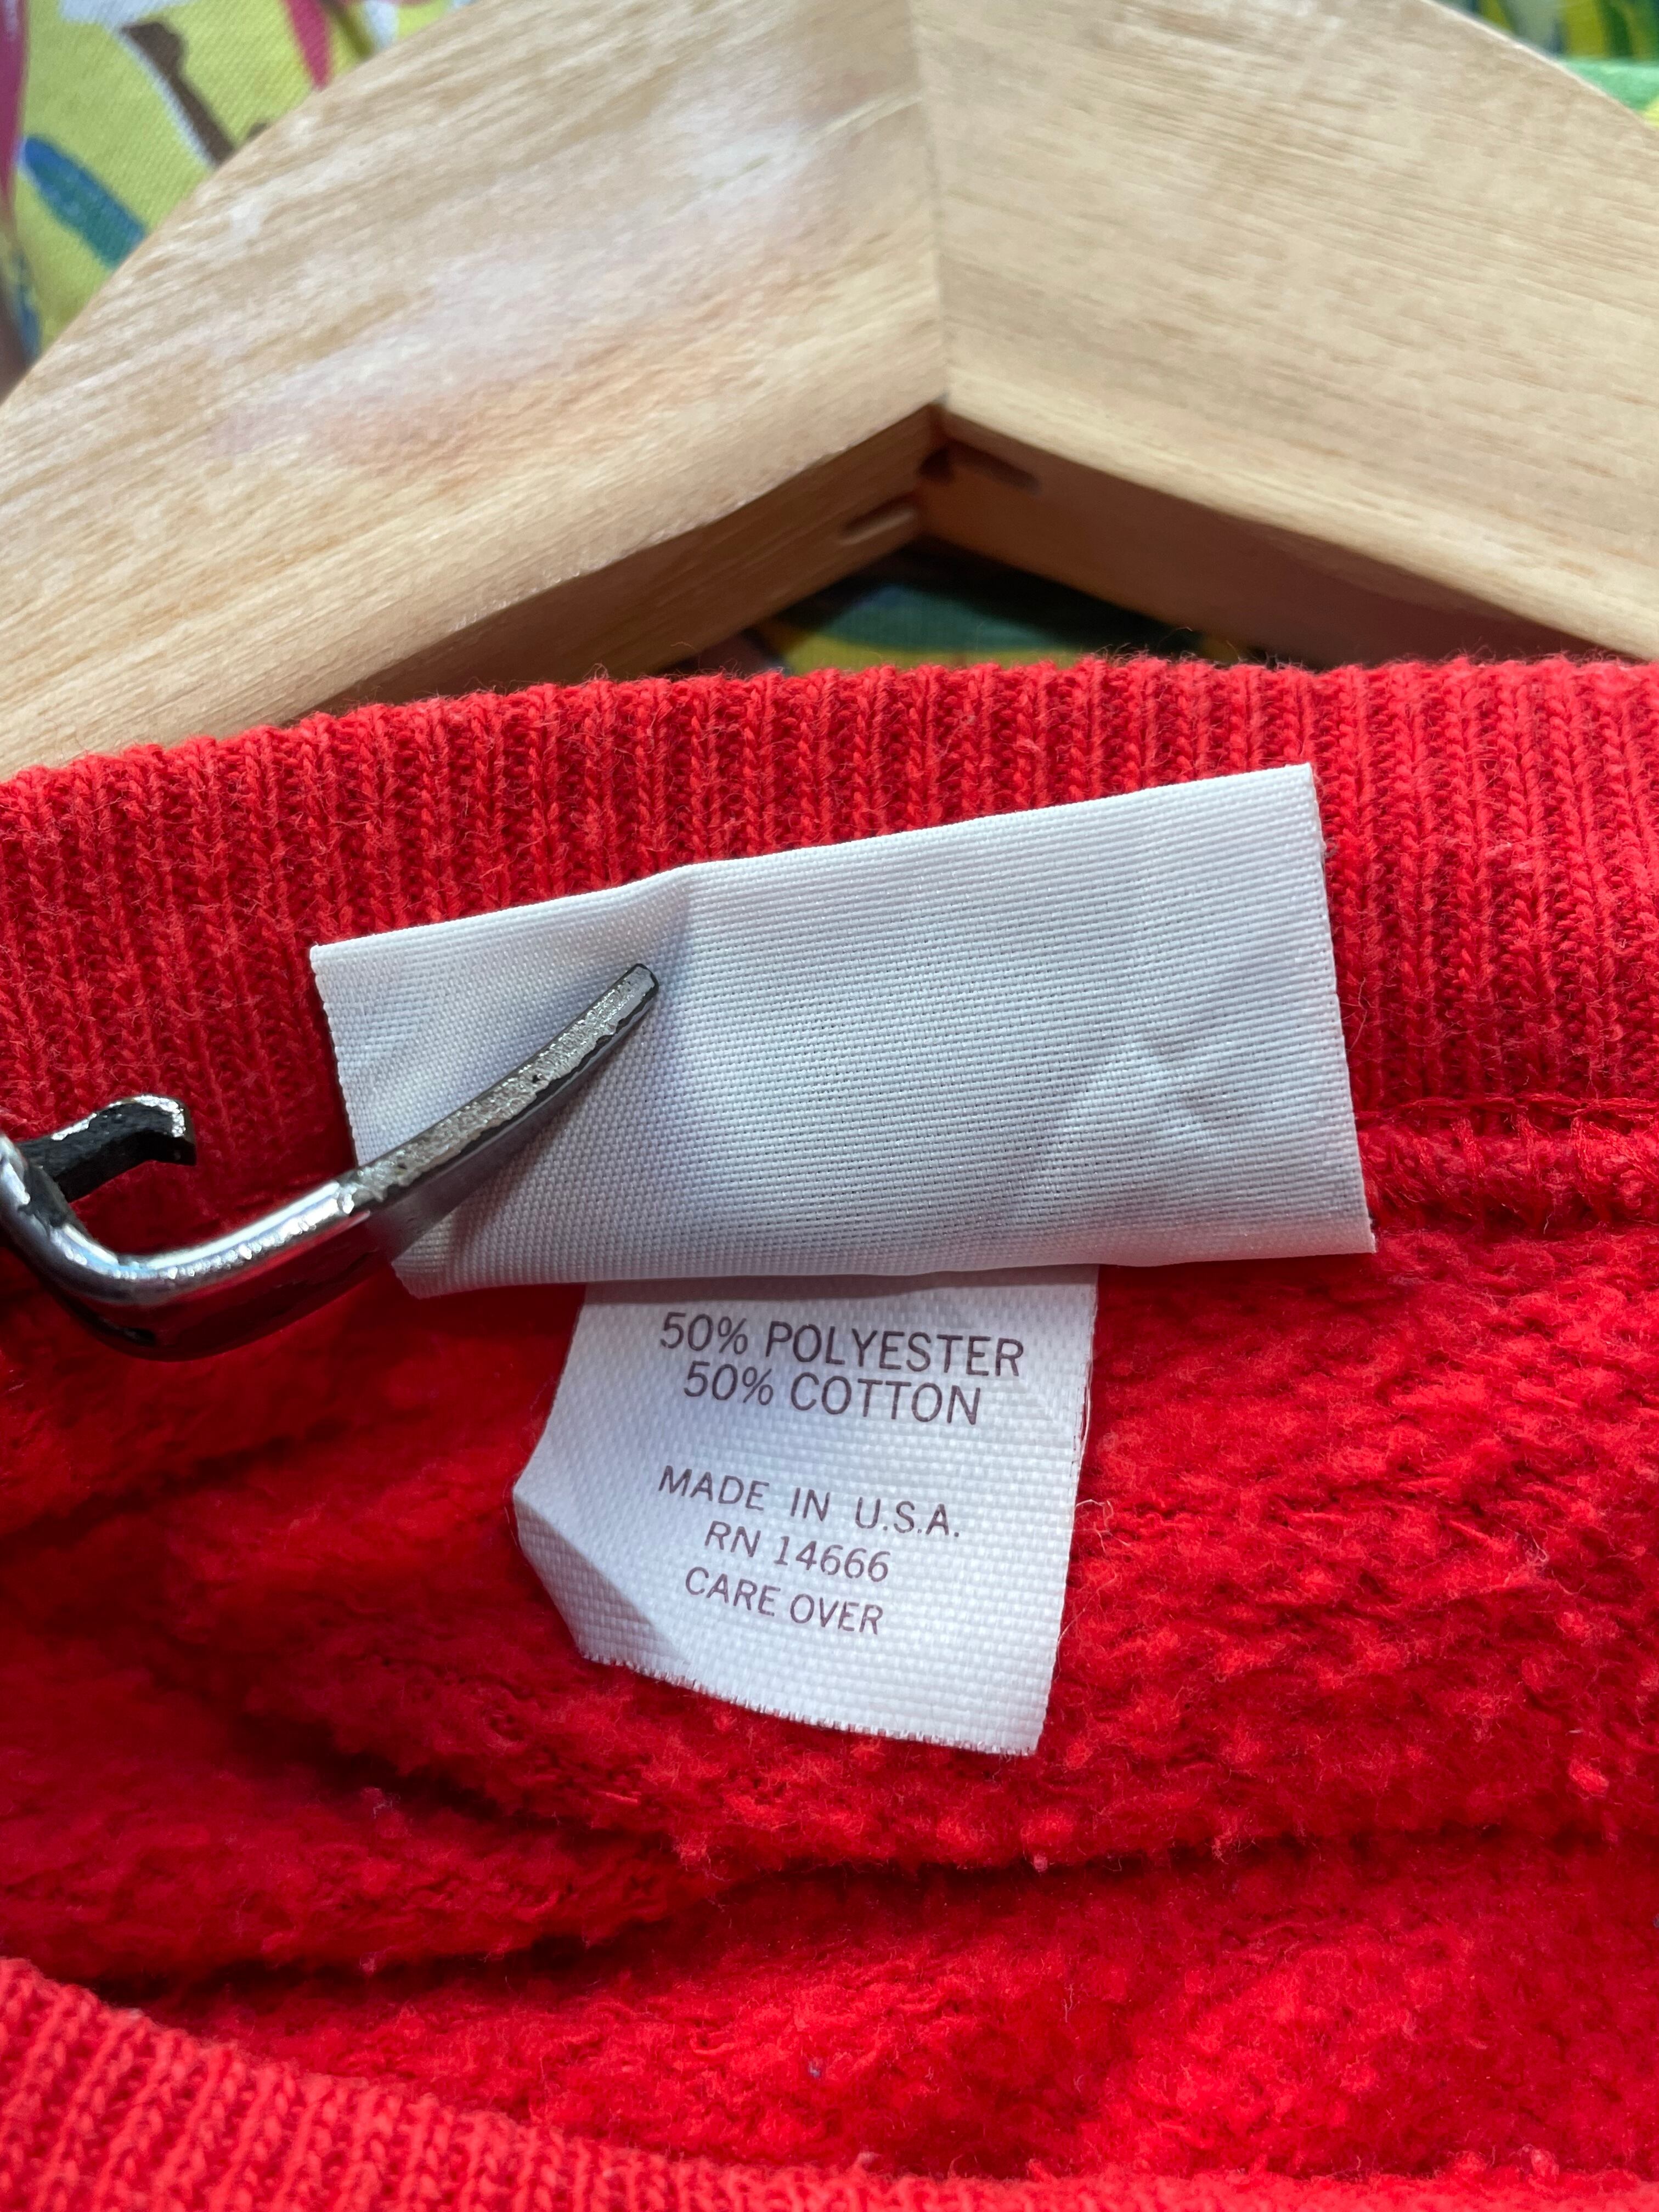 50% POLYESTER
50% COTTON
MADE IN U.S.A.
RN 14666
CARE OVER